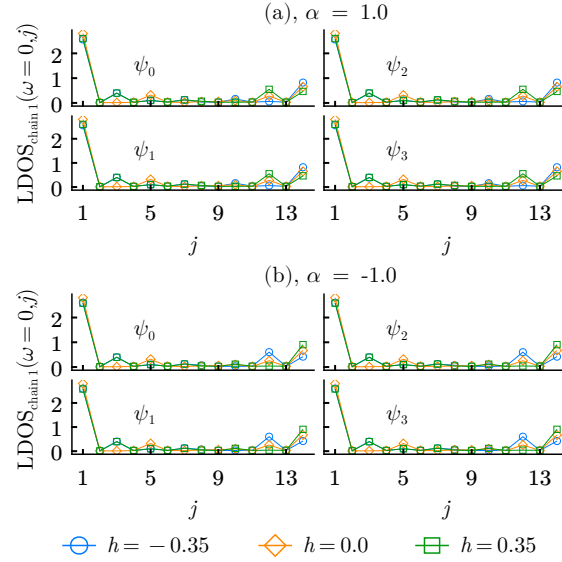 (a), α = 1.0
LDOS_chain 1(ω = 0, j)
2
1
0
ψ₀
ψ₂
2
1
0
ψ₁
ψ₃
1 5 9 13 1 5 9 13
j j
(b), α = -1.0
LDOS_chain 1(ω = 0, j)
2
1
0
ψ₀
ψ₂
2
1
0
ψ₁
ψ₃
1 5 9 13 1 5 9 13
j j
h = −0.35 h = 0.0 h = 0.35